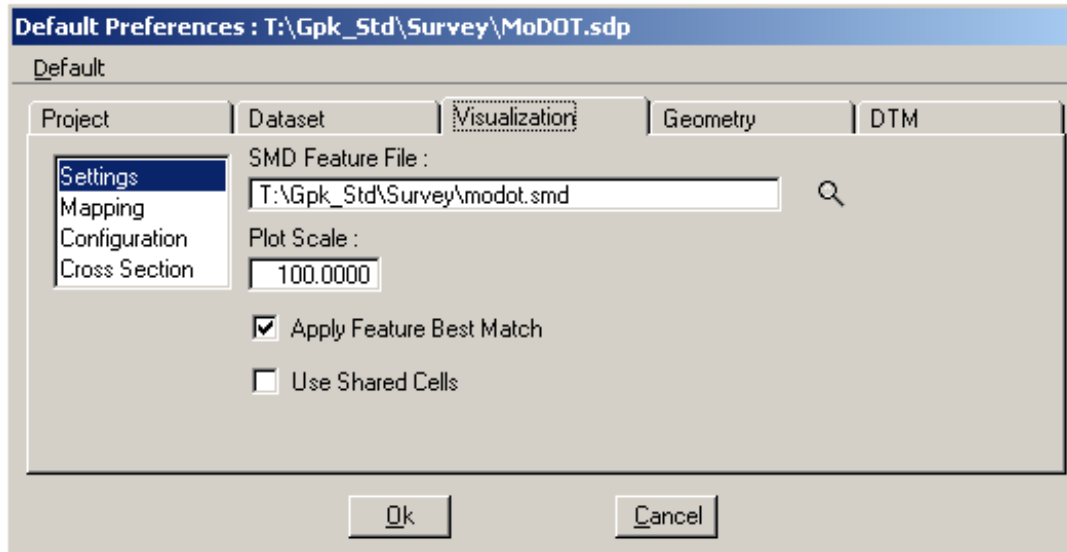 Default Preferences : T:\Gpk_Std\Survey\MoDOT.sdp
Default
Project Dataset Visualization Geometry DTM
Settings
Mapping
Configuration
Cross Section
SMD Feature File :
T:\Gpk_Std\Survey\modot.smd
Plot Scale :
100.0000
Apply Feature Best Match
Use Shared Cells
Ok Cancel